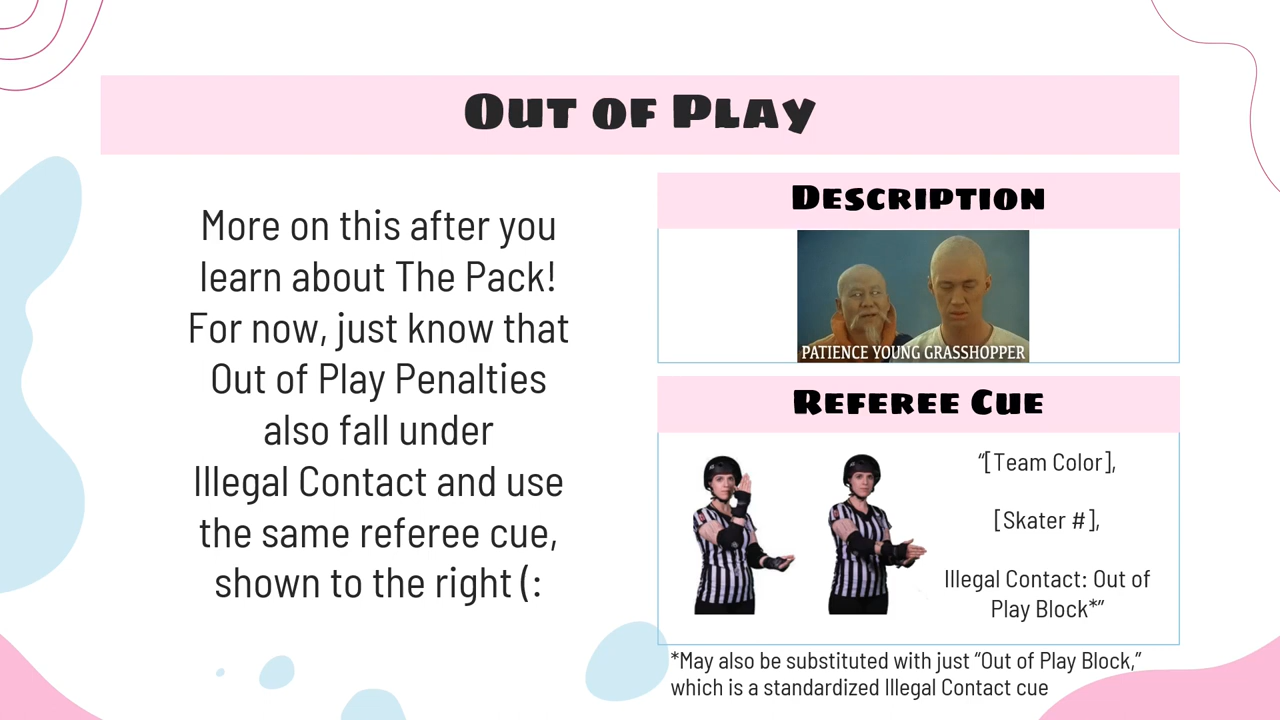 Out of Play
More on this after you
learn about The Pack!
For now, just know that
Out of Play Penalties
also fall under
Illegal Contact and use
the same referee cue,
shown to the right (:
Description
PATIENCE YOUNG GRASSHOPPER
Referee Cue
“[Team Color],
[Skater #],
Illegal Contact: Out of
Play Block*”
*May also be substituted with just “Out of Play Block,”
which is a standardized Illegal Contact cue